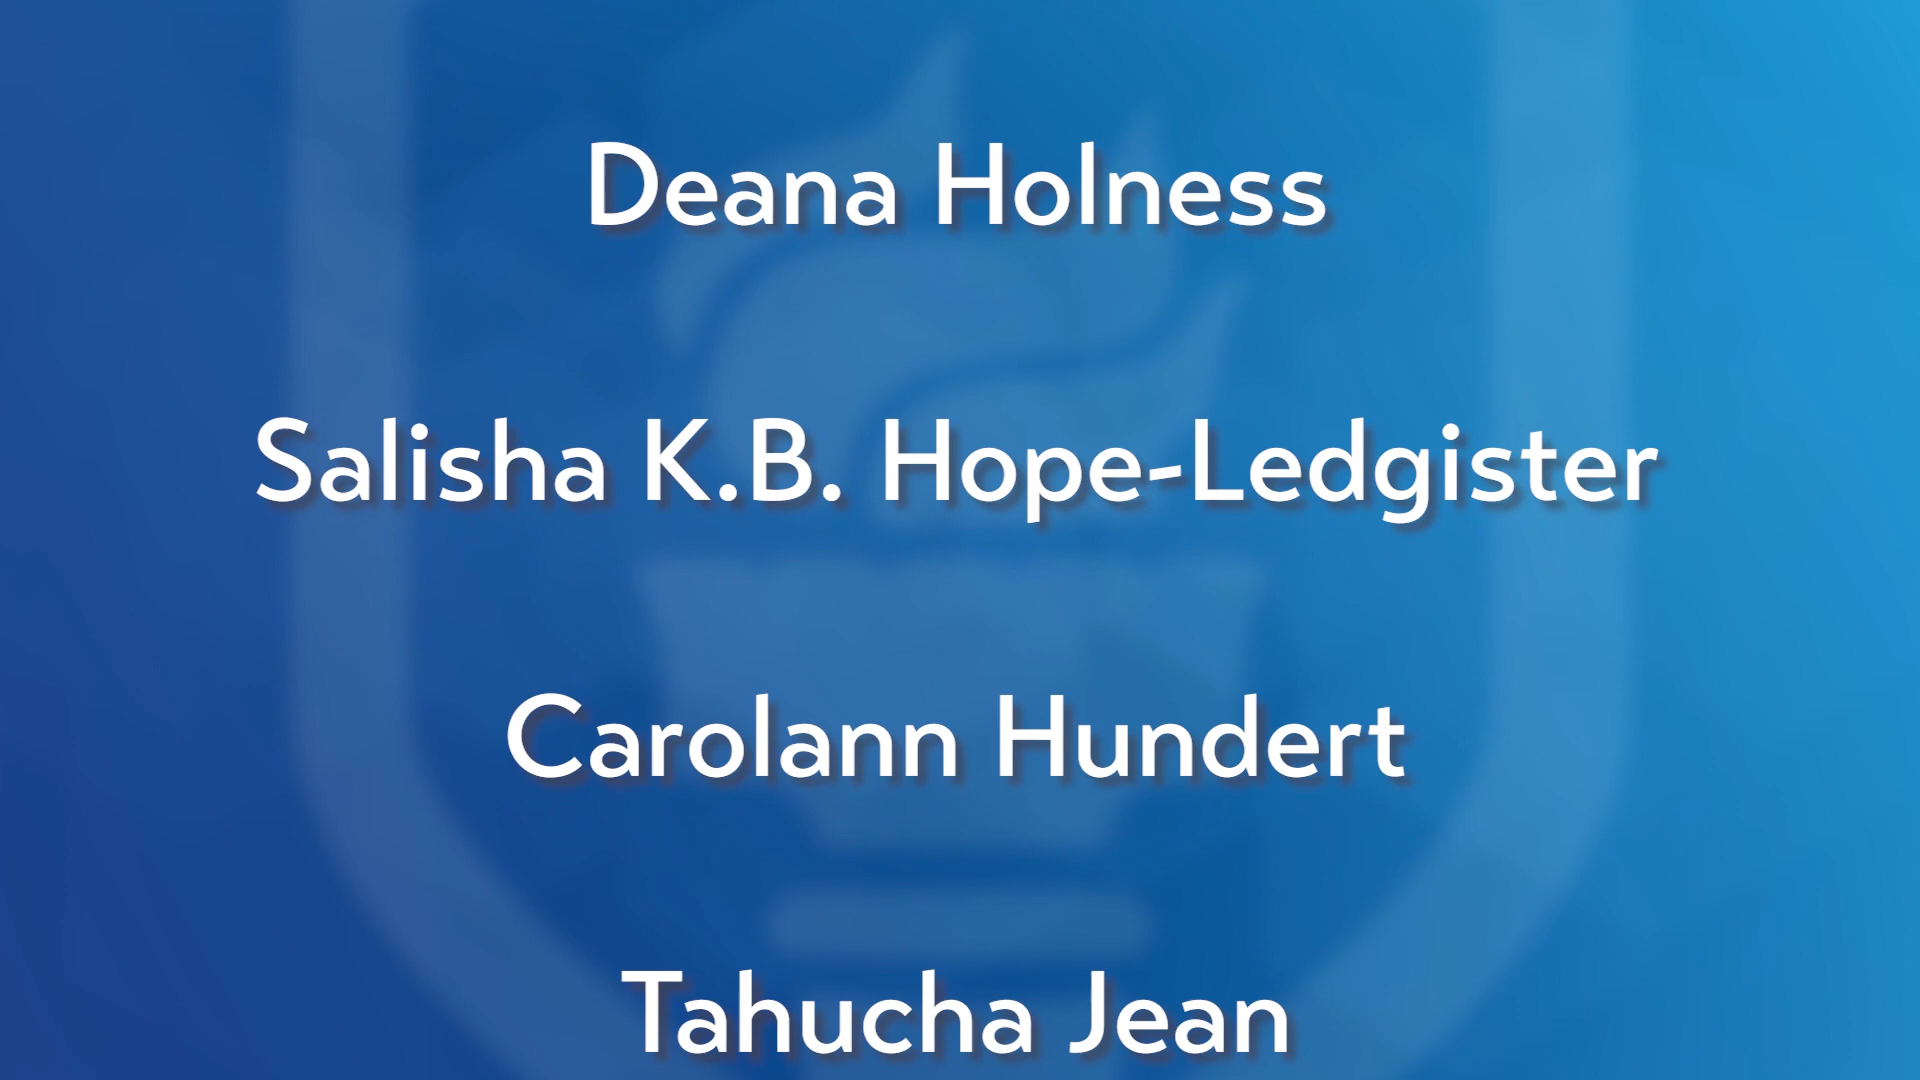 Deana Holness
Salisha K.B. Hope-Ledgister
Carolann Hundert
Tahucha Jean